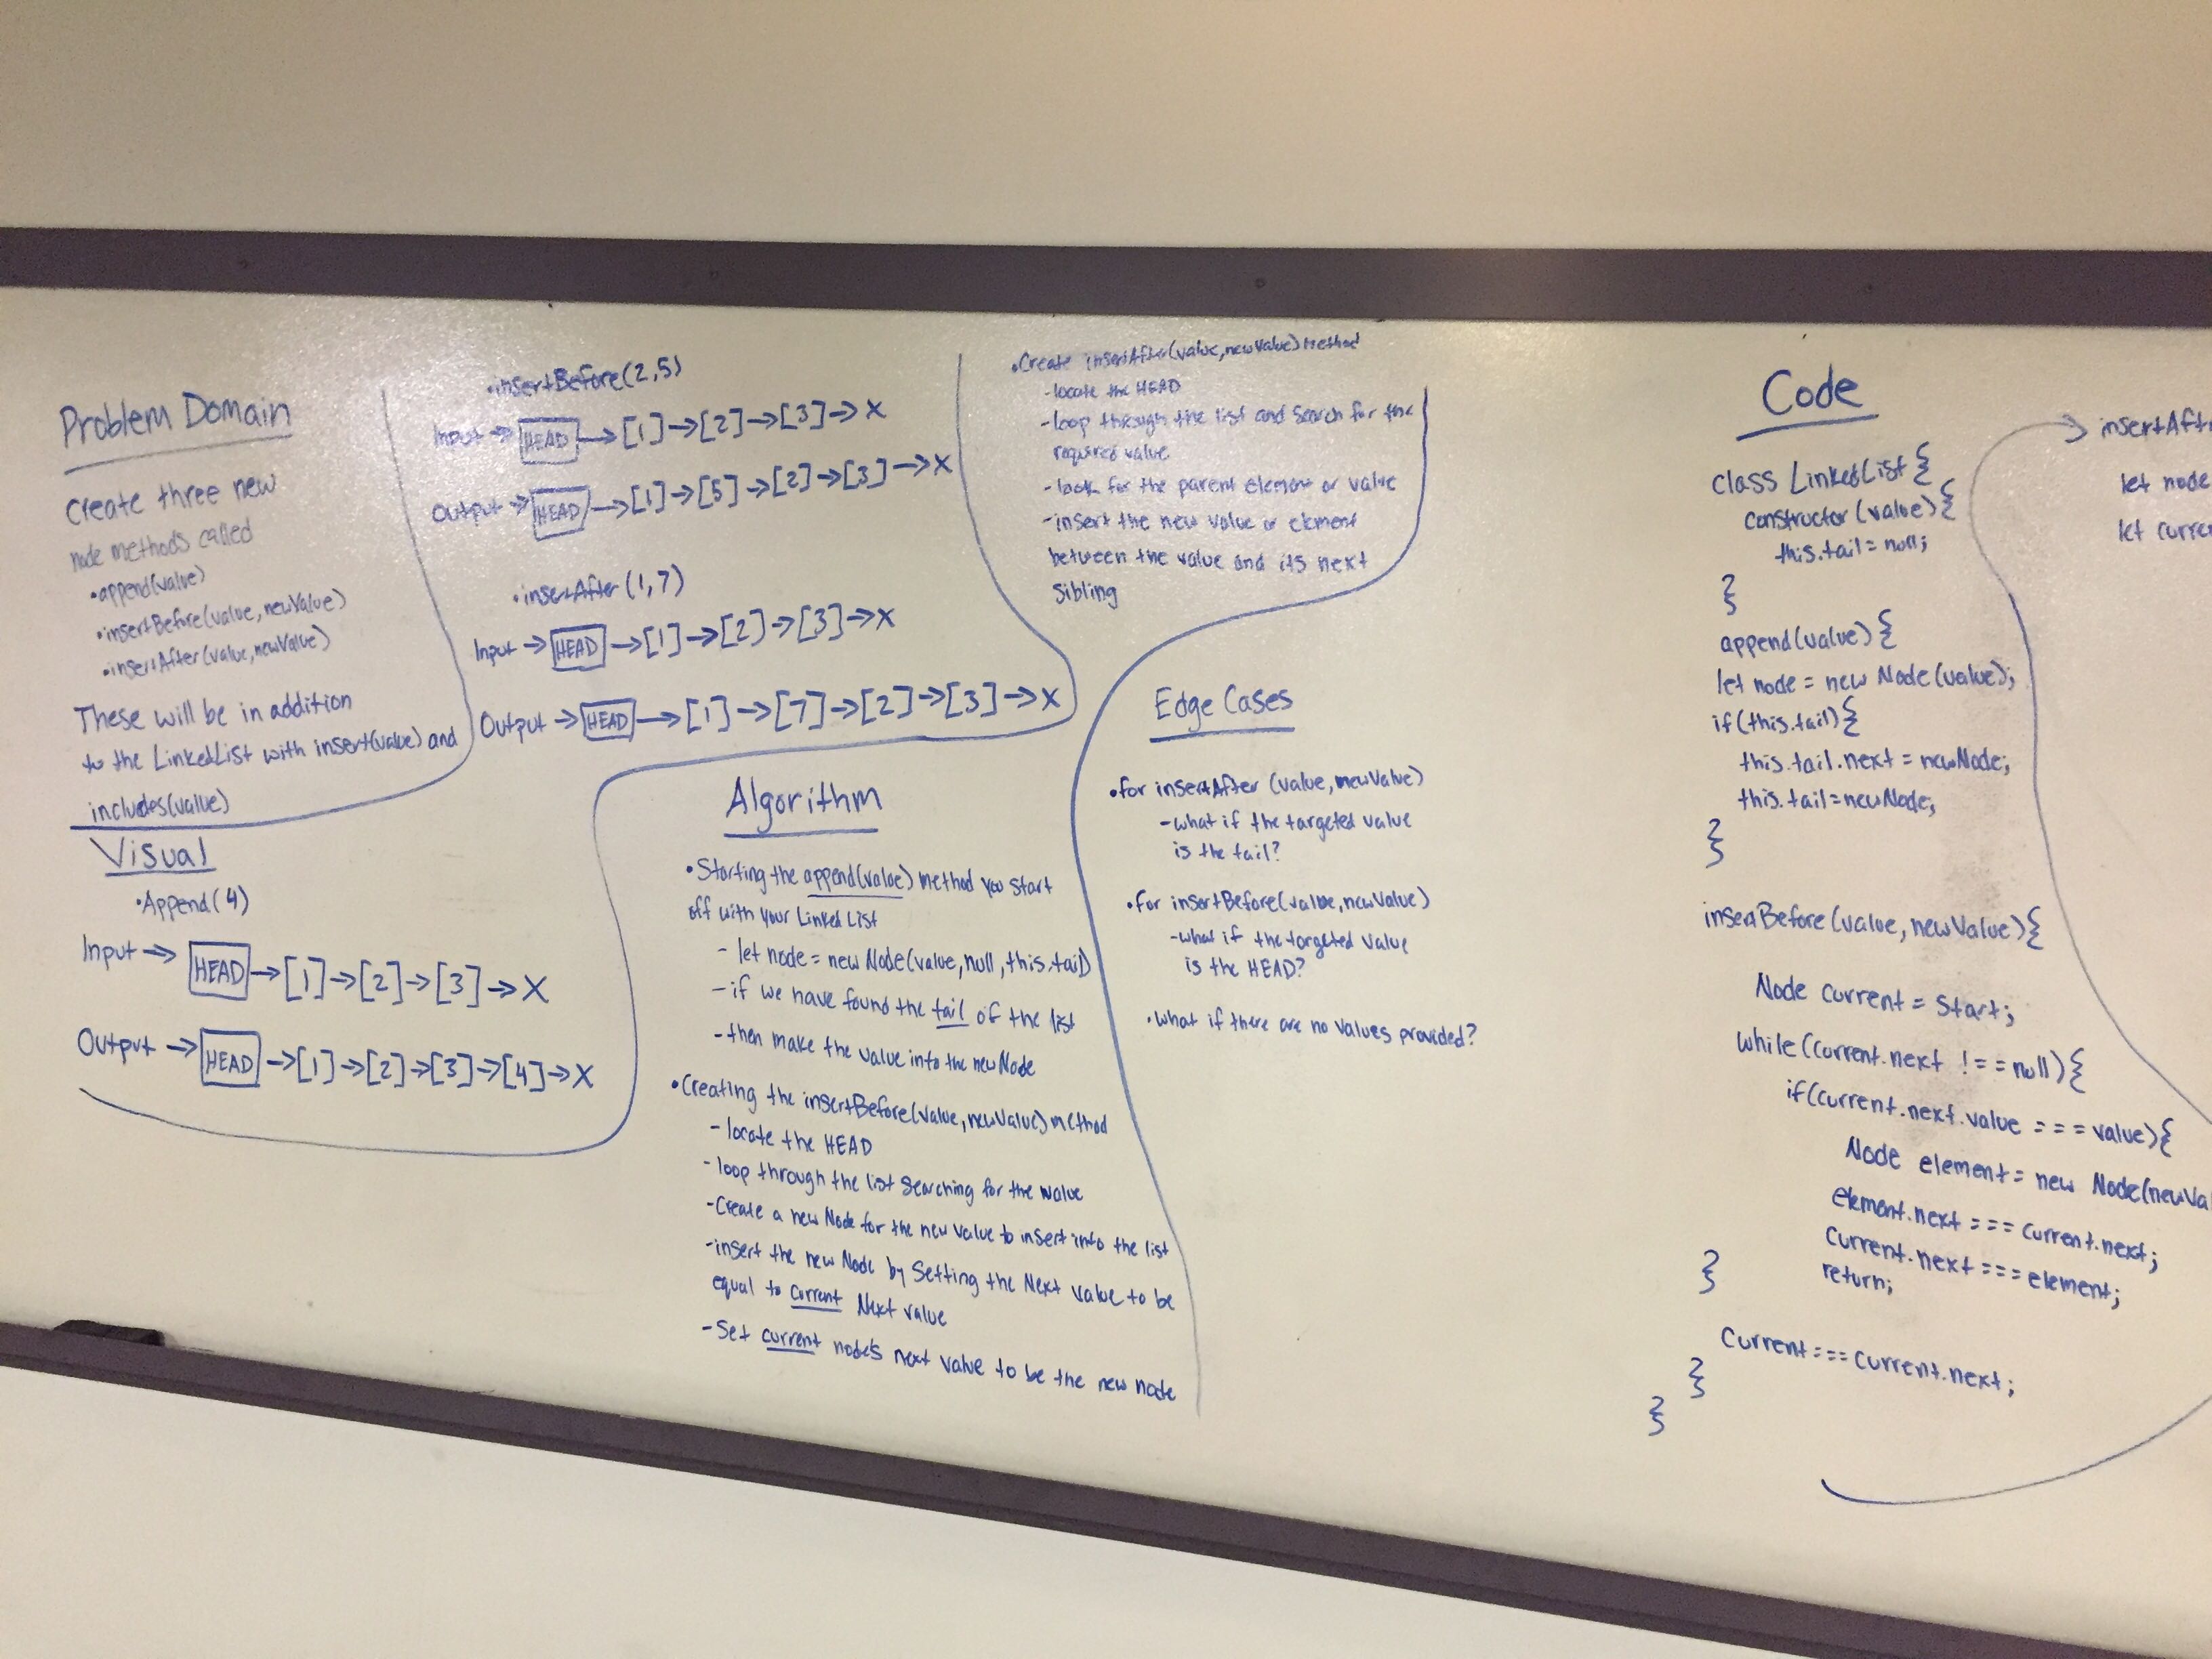 Problem Domain
Create three new
node methods called
•append(value)
•insertBefore(value, newValue)
•insertAfter(value, newValue)
These will be in addition
to the LinkedList with insert(value) and
includes(value)
Visual
•Append(4)
Input → HEAD → [1] → [2] → [3] → X
Output → HEAD → [1] → [2] → [3] → [4] → X
•insertBefore(2,5)
Input → HEAD → [1] → [2] → [3] → X
Output → HEAD → [1] → [5] → [2] → [3] → X
•insertAfter(1,7)
Input → HEAD → [1] → [2] → [3] → X
Output → HEAD → [1] → [7] → [2] → [3] → X
Algorithm
•Starting the append(value) method you start
off with your Linked List
- let node = new Node(value, null, this.tail)
- if we have found the tail of the list
- then make the value into the newNode
•Creating the insertBefore(value, newValue) method
- locate the HEAD
- loop through the list searching for the value
- Create a new Node for the new value to insert into the list
- insert the new Node by Setting the Next value to be
equal to current Next value
- Set current node's next value to be the new node
•Create insertAfter(value, newValue) Method
- locate the HEAD
- loop through the list and Search for the
required value
- look for the parent element or value
- insert the new value or element
between the value and its next
Sibling
Edge Cases
•for insertAfter (value, newValue)
- what if the targeted value
is the tail?
•for insertBefore(value, newValue)
- what if the targeted value
is the HEAD?
•what if there are no values provided?
Code
class LinkedList {
constructor (value) {
this.tail = null;
}
append(value) {
let node = new Node(value);
if(this.tail) {
this.tail.next = newNode;
this.tail = newNode;
}
insertBefore(value, newValue) {
Node current = Start;
while(current.next !== null) {
if(current.next.value === value) {
Node element = new Node(newVa
element.next === current.next;
Current.next === element;
return;
}
Current === Current.next;
}
}
insertAft
let node
let curre